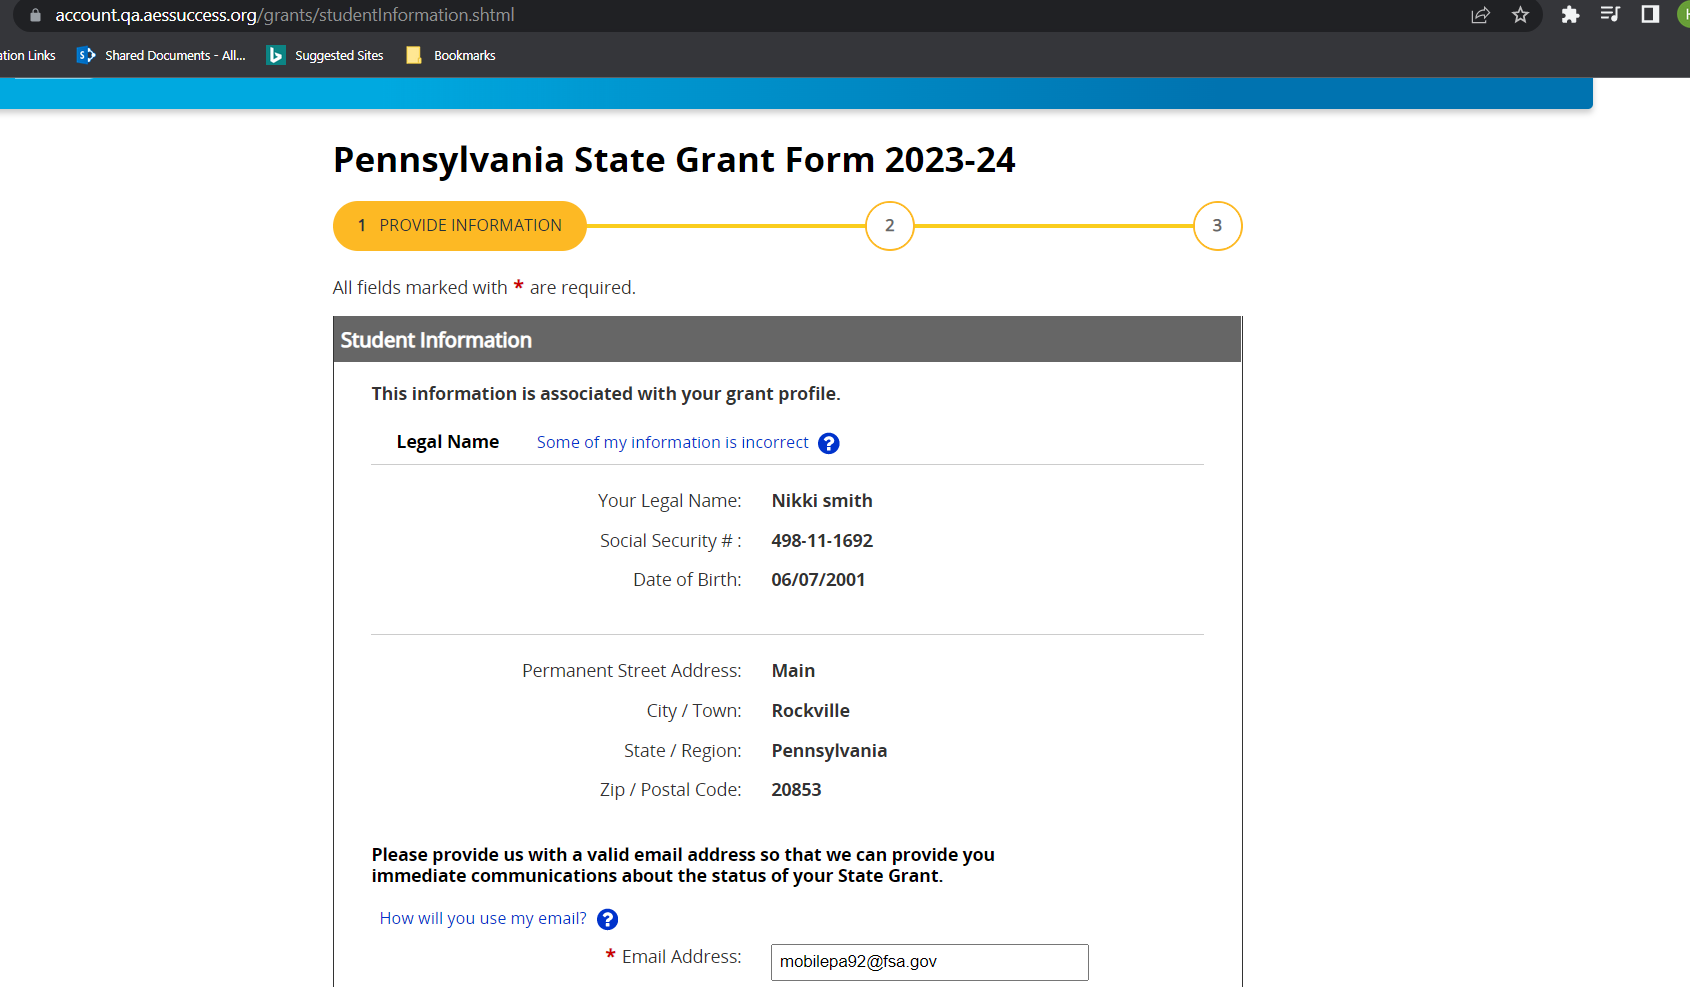 account.qa.aessuccess.org/grants/studentInformation.shtml
ation Links Shared Documents - All... Suggested Sites Bookmarks
Pennsylvania State Grant Form 2023-24
1 PROVIDE INFORMATION 2 3
All fields marked with * are required.
Student Information
This information is associated with your grant profile.
Legal Name Some of my information is incorrect ?
Your Legal Name: Nikki smith
Social Security # : 498-11-1692
Date of Birth: 06/07/2001
Permanent Street Address: Main
City / Town: Rockville
State / Region: Pennsylvania
Zip / Postal Code: 20853
Please provide us with a valid email address so that we can provide you
immediate communications about the status of your State Grant.
How will you use my email? ?
* Email Address: mobilepa92@fsa.gov